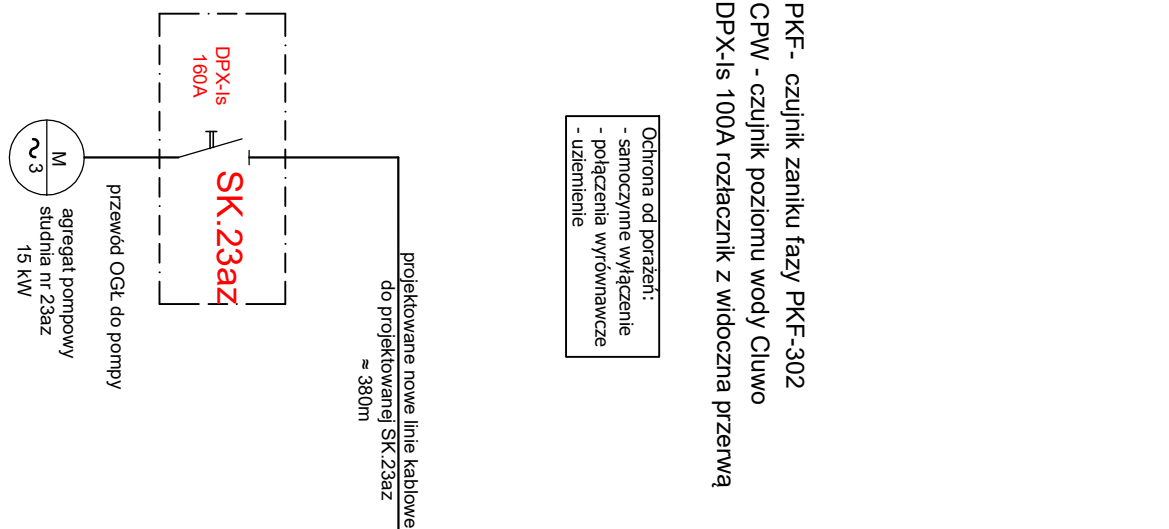 PKF- czujnik zaniku fazy PKF-302
CPW - czujnik poziomu wody Cluwo
DPX-Is 100A rozłacznik z widoczna przerwą
Ochrona od porażeń:
- samoczynne wyłączenie
- połączenia wyrównawcze
- uziemienie
projektowane nowe linie kablowe
do projektowanej SK.23az
≈ 380m
DPX-Is
160A
SK.23az
przewód OGŁ do pompy
M
~3
agregat pompowy
studnia nr 23az
15 kW